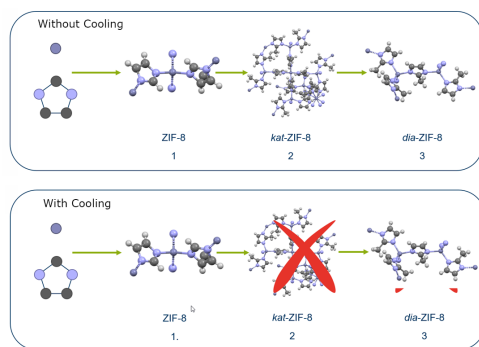 Without Cooling
ZIF-8
kat-ZIF-8
dia-ZIF-8
1
2
3
With Cooling
ZIF-8
kat-ZIF-8
dia-ZIF-8
1.
2
3